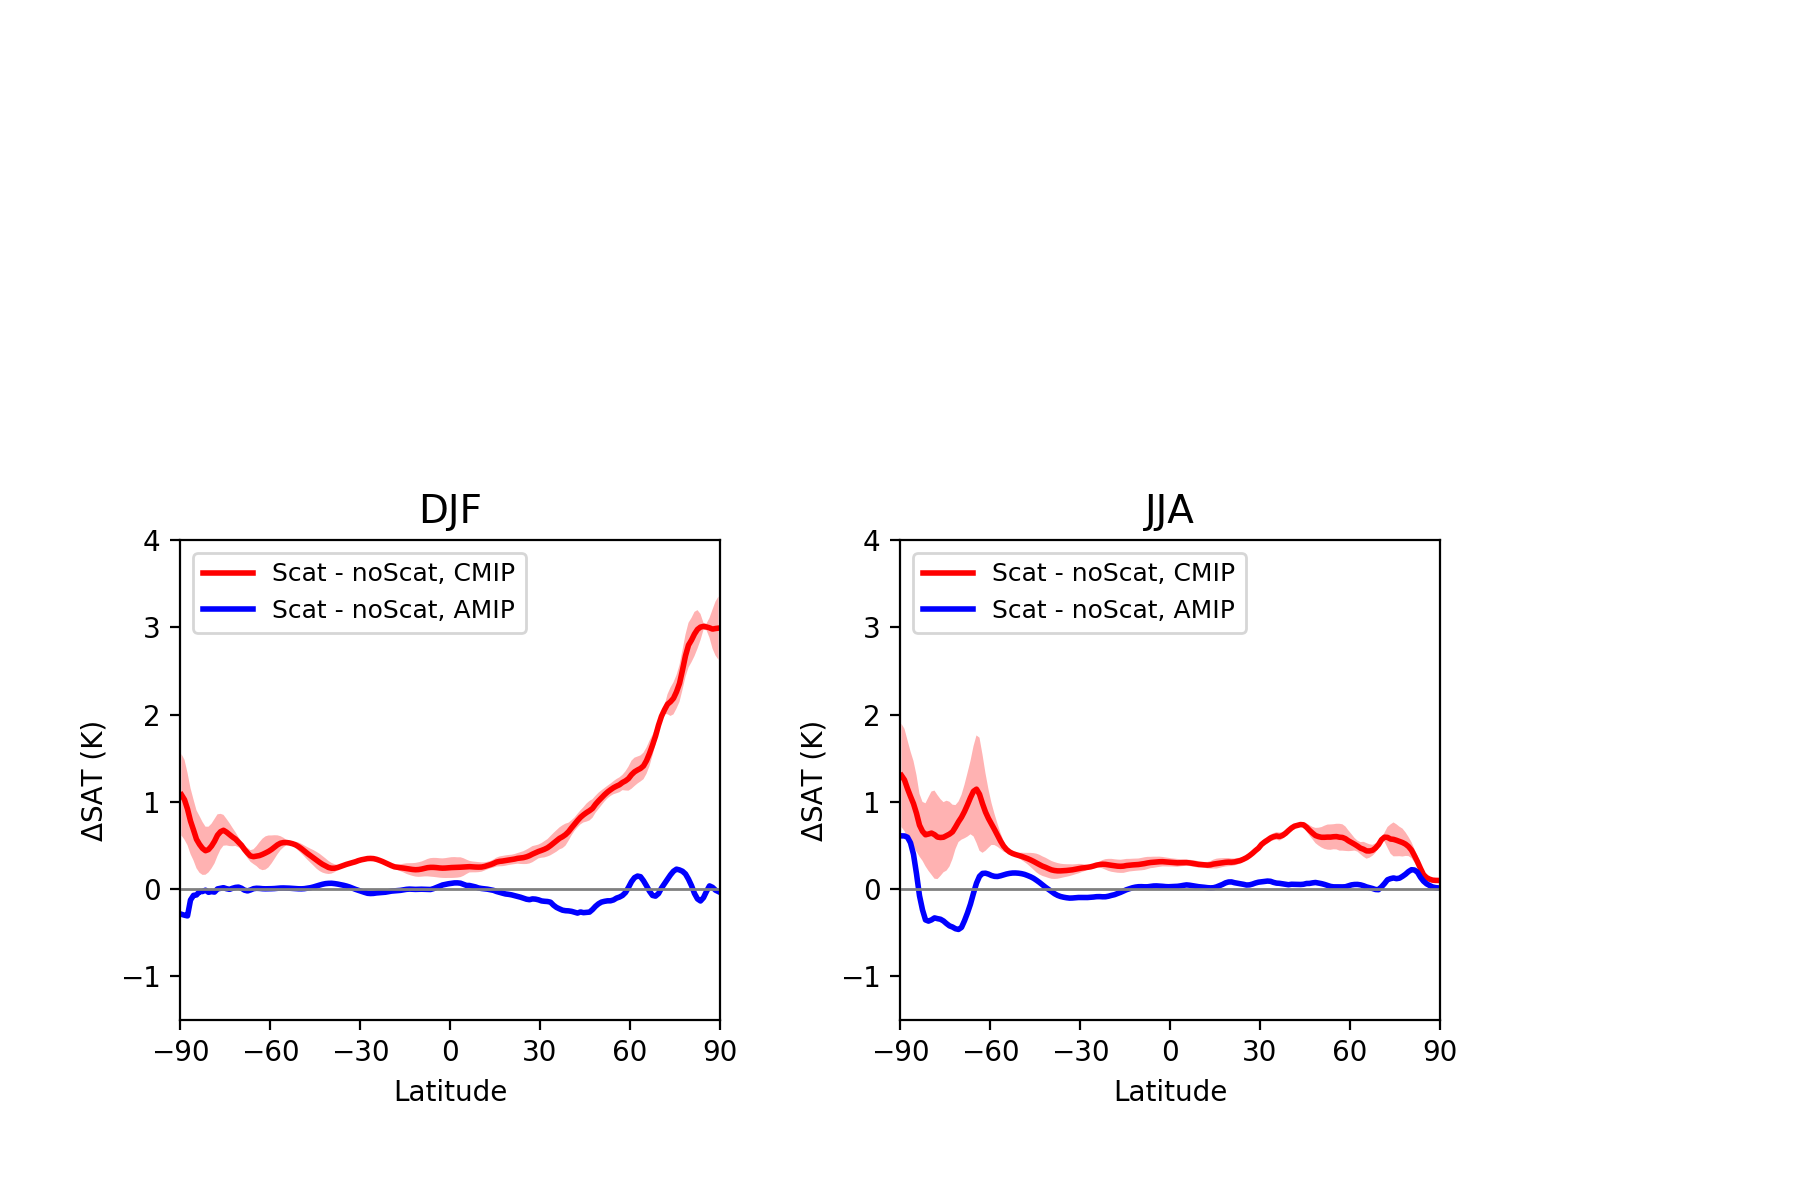 DJF
4
3
2
1
0
−1
ΔSAT (K)
Scat - noScat, CMIP
Scat - noScat, AMIP
−90 −60 −30 0 30 60 90
Latitude
JJA
4
3
2
1
0
−1
ΔSAT (K)
Scat - noScat, CMIP
Scat - noScat, AMIP
−90 −60 −30 0 30 60 90
Latitude